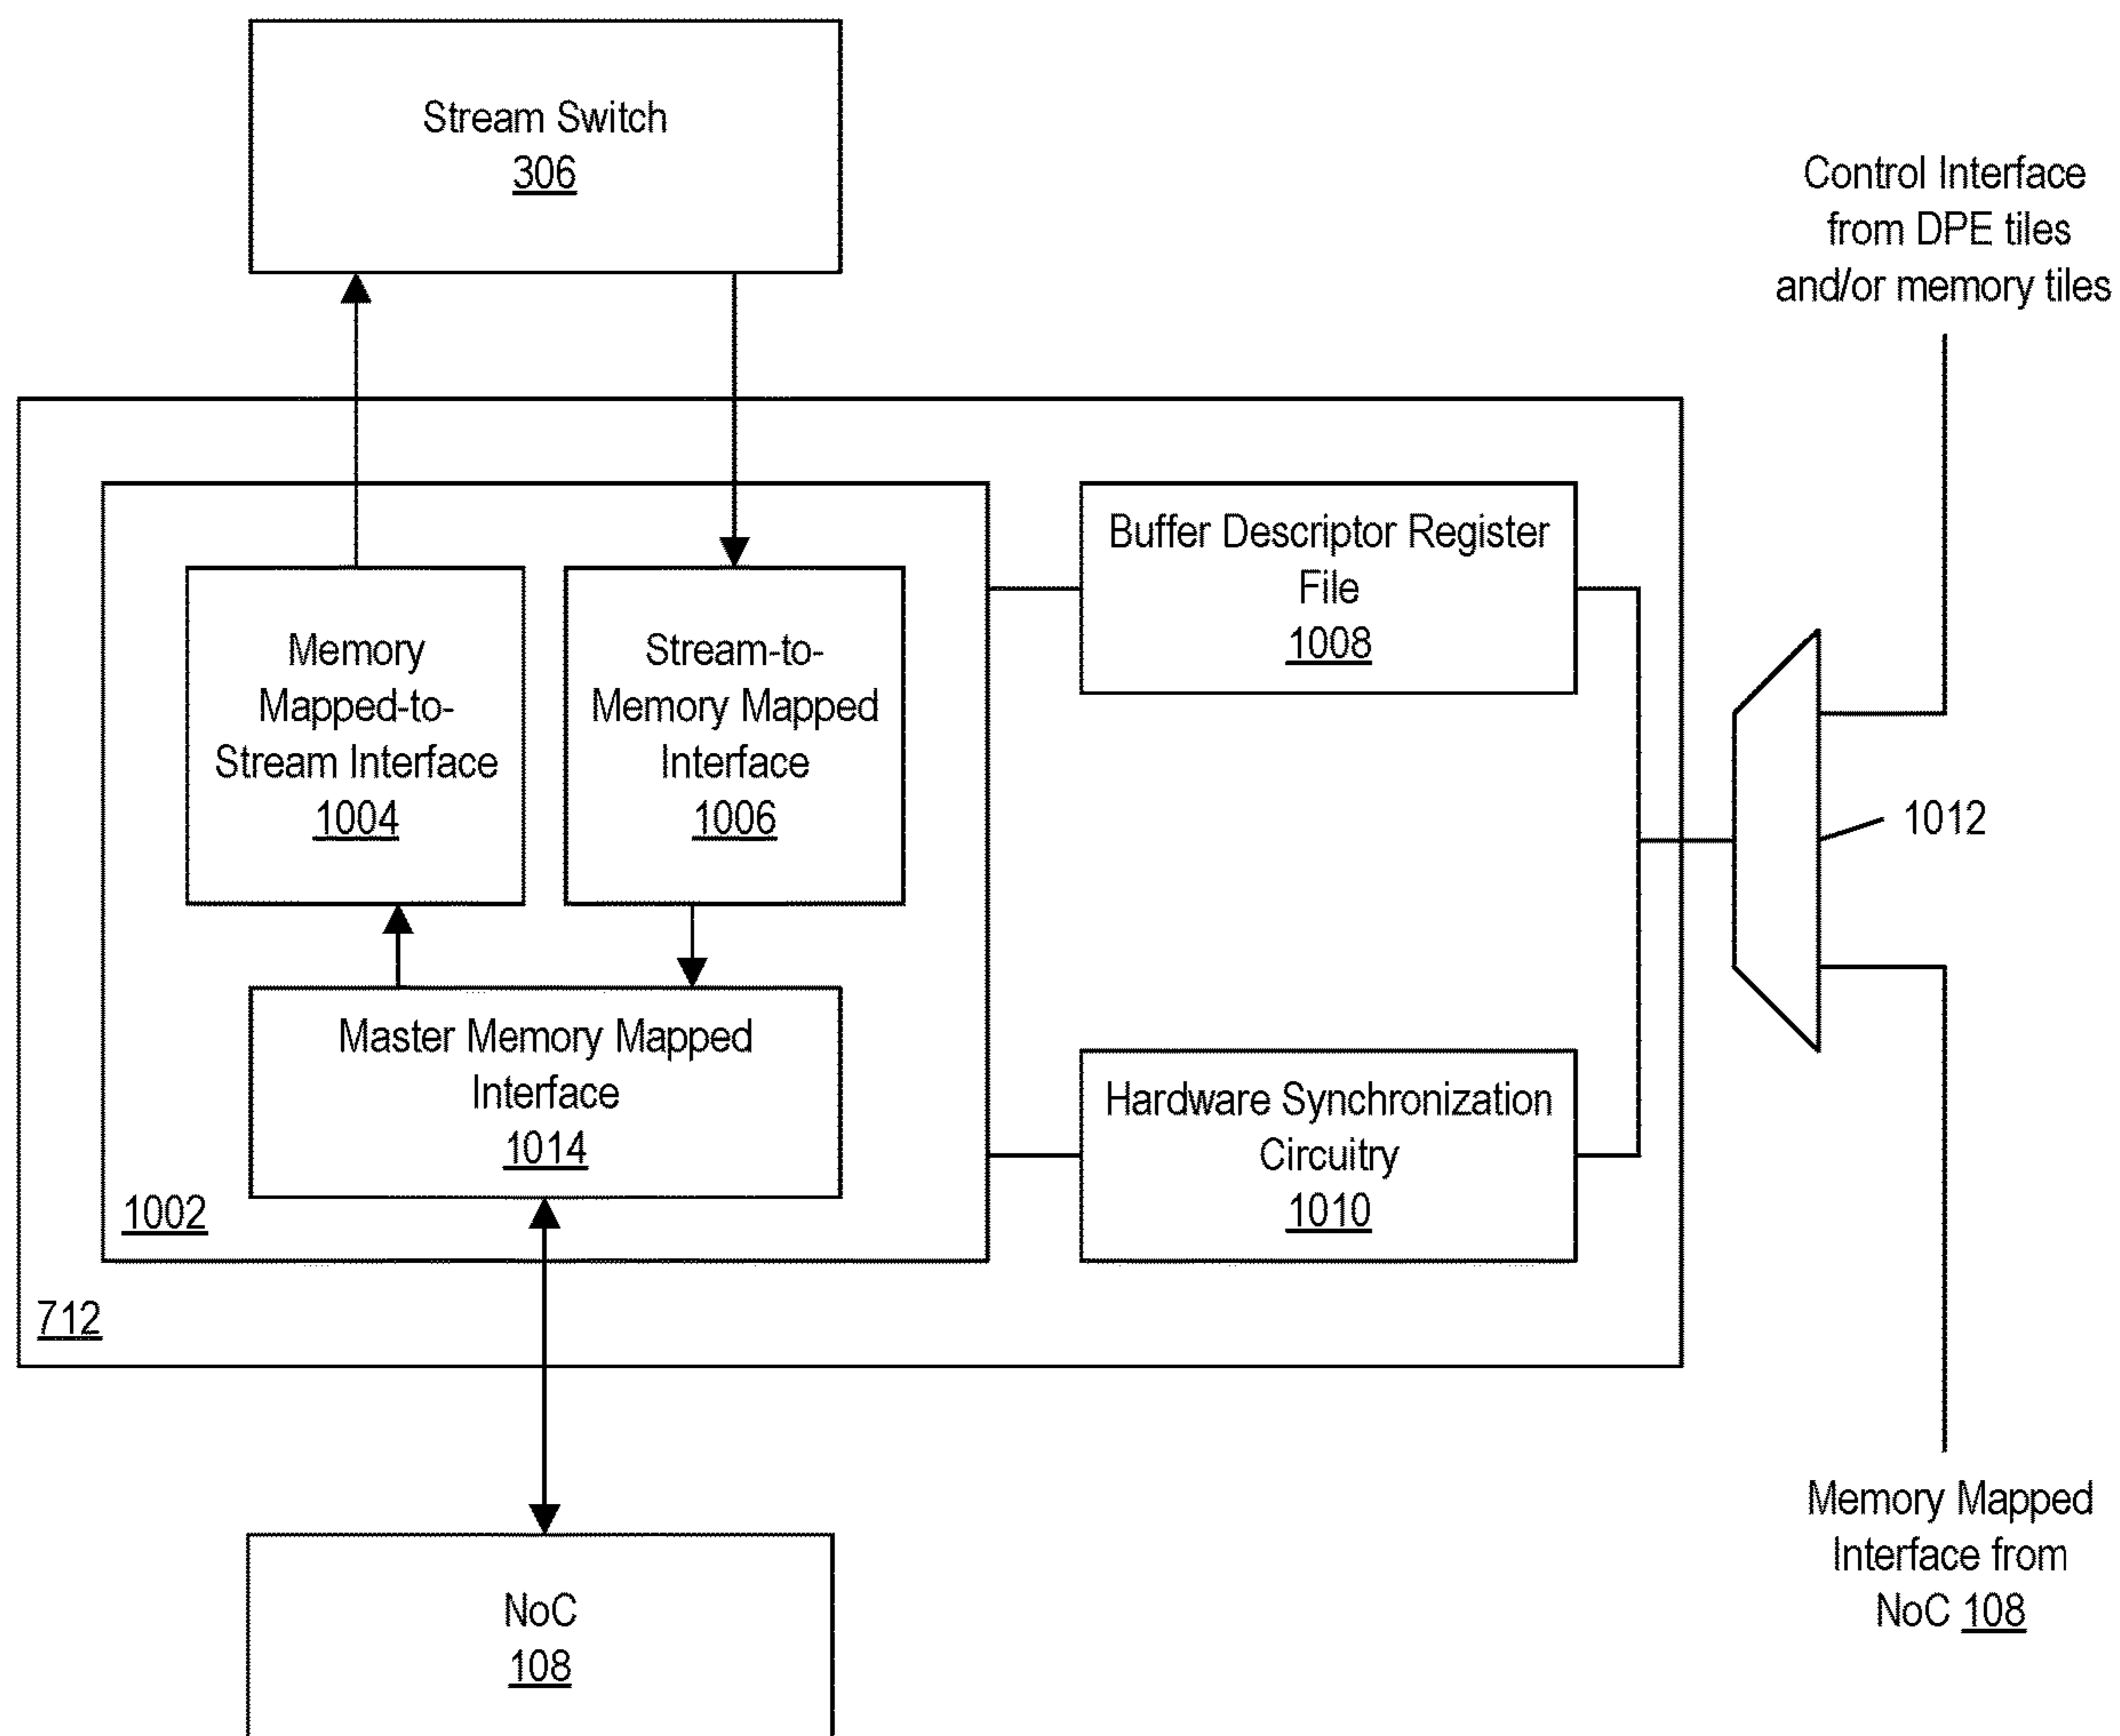 Stream Switch
306
Control Interface
from DPE tiles
and/or memory tiles
Memory
Mapped-to-
Stream Interface
1004
Stream-to-
Memory Mapped
Interface
1006
Buffer Descriptor Register
File
1008
1012
Master Memory Mapped
Interface
1014
Hardware Synchronization
Circuitry
1010
1002
712
NoC
108
Memory Mapped
Interface from
NoC 108